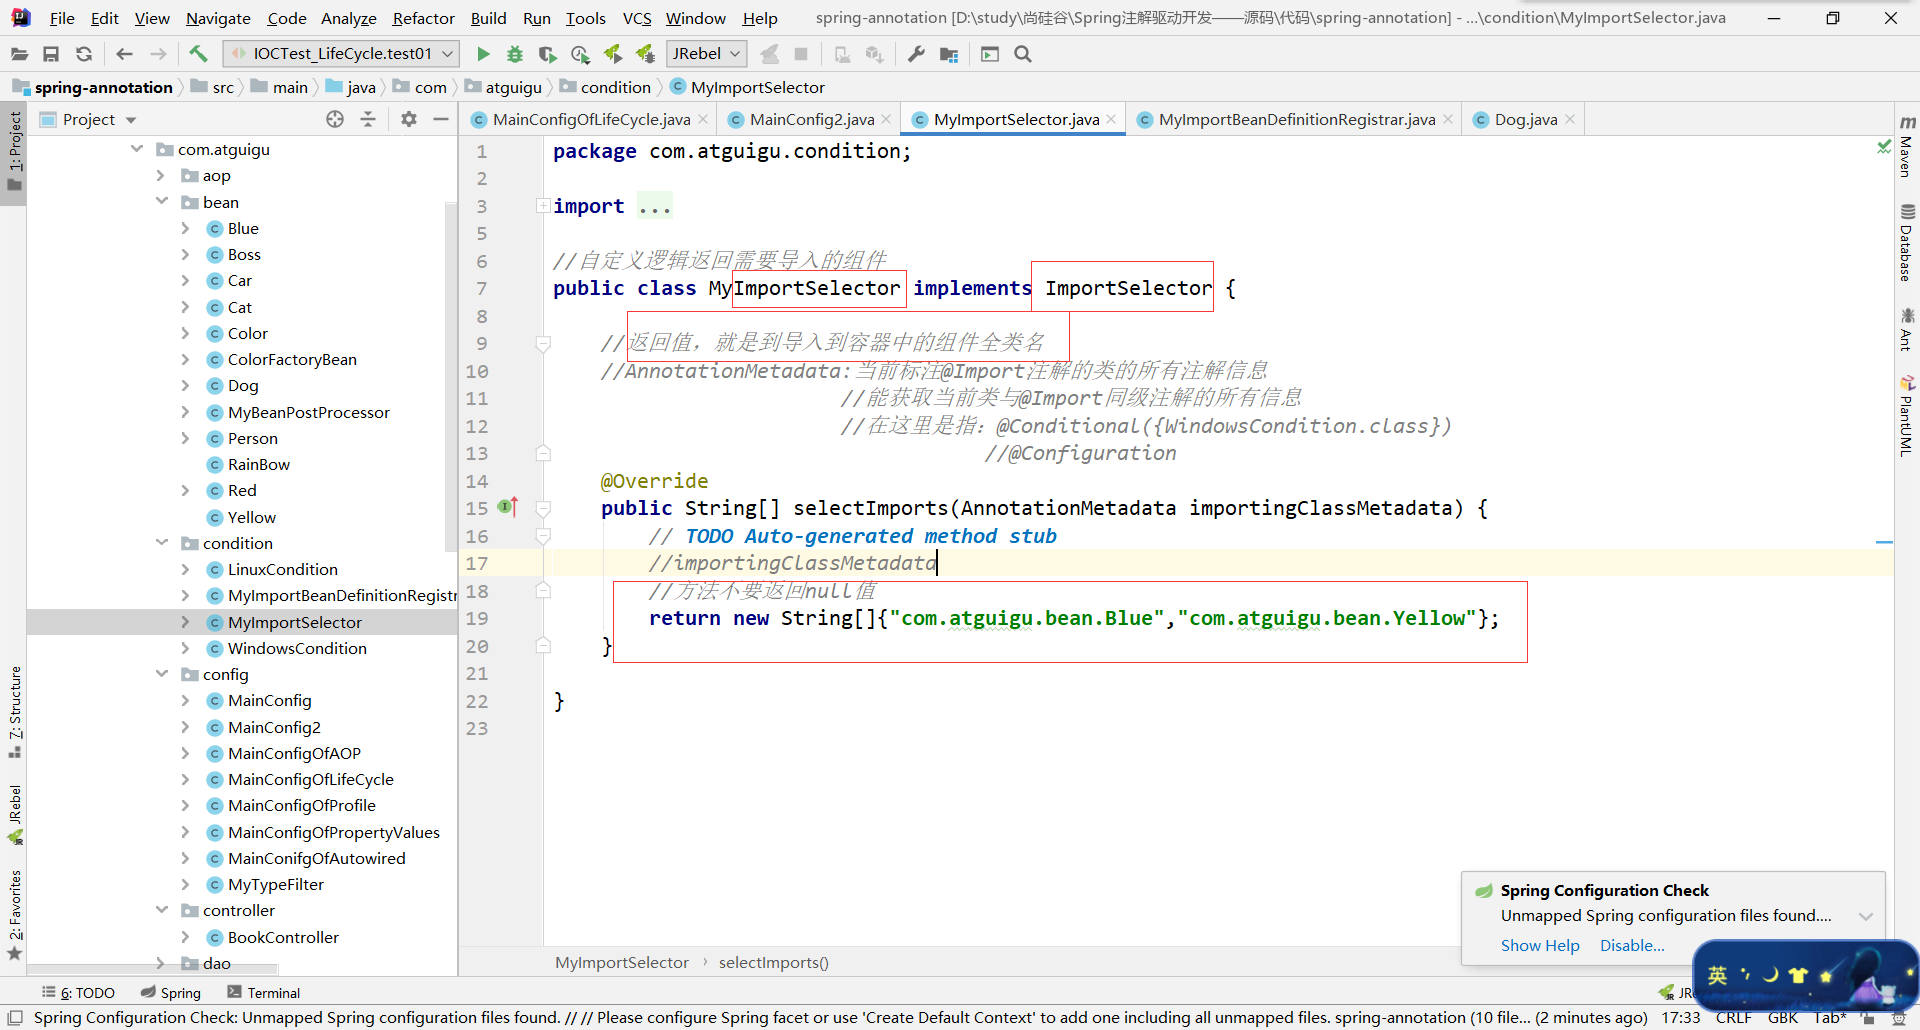 File Edit View Navigate Code Analyze Refactor Build Run Tools VCS Window Help spring-annotation [D:\study\尚硅谷\Spring注解驱动开发——源码\代码\spring-annotation] - ...\condition\MyImportSelector.java
IOCTest_LifeCycle.test01 JRebel
spring-annotation src main java com atguigu condition MyImportSelector
Project
MainConfigOfLifeCycle.java MainConfig2.java MyImportSelector.java MyImportBeanDefinitionRegistrar.java Dog.java
1: Project
7: Structure
JRebel
2: Favorites
com.atguigu
aop
bean
Blue
Boss
Car
Cat
Color
ColorFactoryBean
Dog
MyBeanPostProcessor
Person
RainBow
Red
Yellow
condition
LinuxCondition
MyImportBeanDefinitionRegistr
MyImportSelector
WindowsCondition
config
MainConfig
MainConfig2
MainConfigOfAOP
MainConfigOfLifeCycle
MainConfigOfProfile
MainConfigOfPropertyValues
MainConifgOfAutowired
MyTypeFilter
controller
BookController
dao
1 package com.atguigu.condition;
2
3 import ...
5
6 //自定义逻辑返回需要导入的组件
7 public class MyImportSelector implements ImportSelector {
8
9 //返回值，就是到导入到容器中的组件全类名
10 //AnnotationMetadata:当前标注@Import注解的类的所有注解信息
11 //能获取当前类与@Import同级注解的所有信息
12 //在这里是指：@Conditional({WindowsCondition.class})
13 //@Configuration
14 @Override
15 public String[] selectImports(AnnotationMetadata importingClassMetadata) {
16 // TODO Auto-generated method stub
17 //importingClassMetadata
18 //方法不要返回null值
19 return new String[]{"com.atguigu.bean.Blue","com.atguigu.bean.Yellow"};
20 }
21
22 }
23
Maven
Database
Ant
PlantUML
Spring Configuration Check
Unmapped Spring configuration files found....
Show Help Disable...
英
MyImportSelector › selectImports()
6: TODO Spring Terminal JRe
Spring Configuration Check: Unmapped Spring configuration files found. // // Please configure Spring facet or use 'Create Default Context' to add one including all unmapped files. spring-annotation (10 file... (2 minutes ago) 17:33 CRLF GBK Tab*